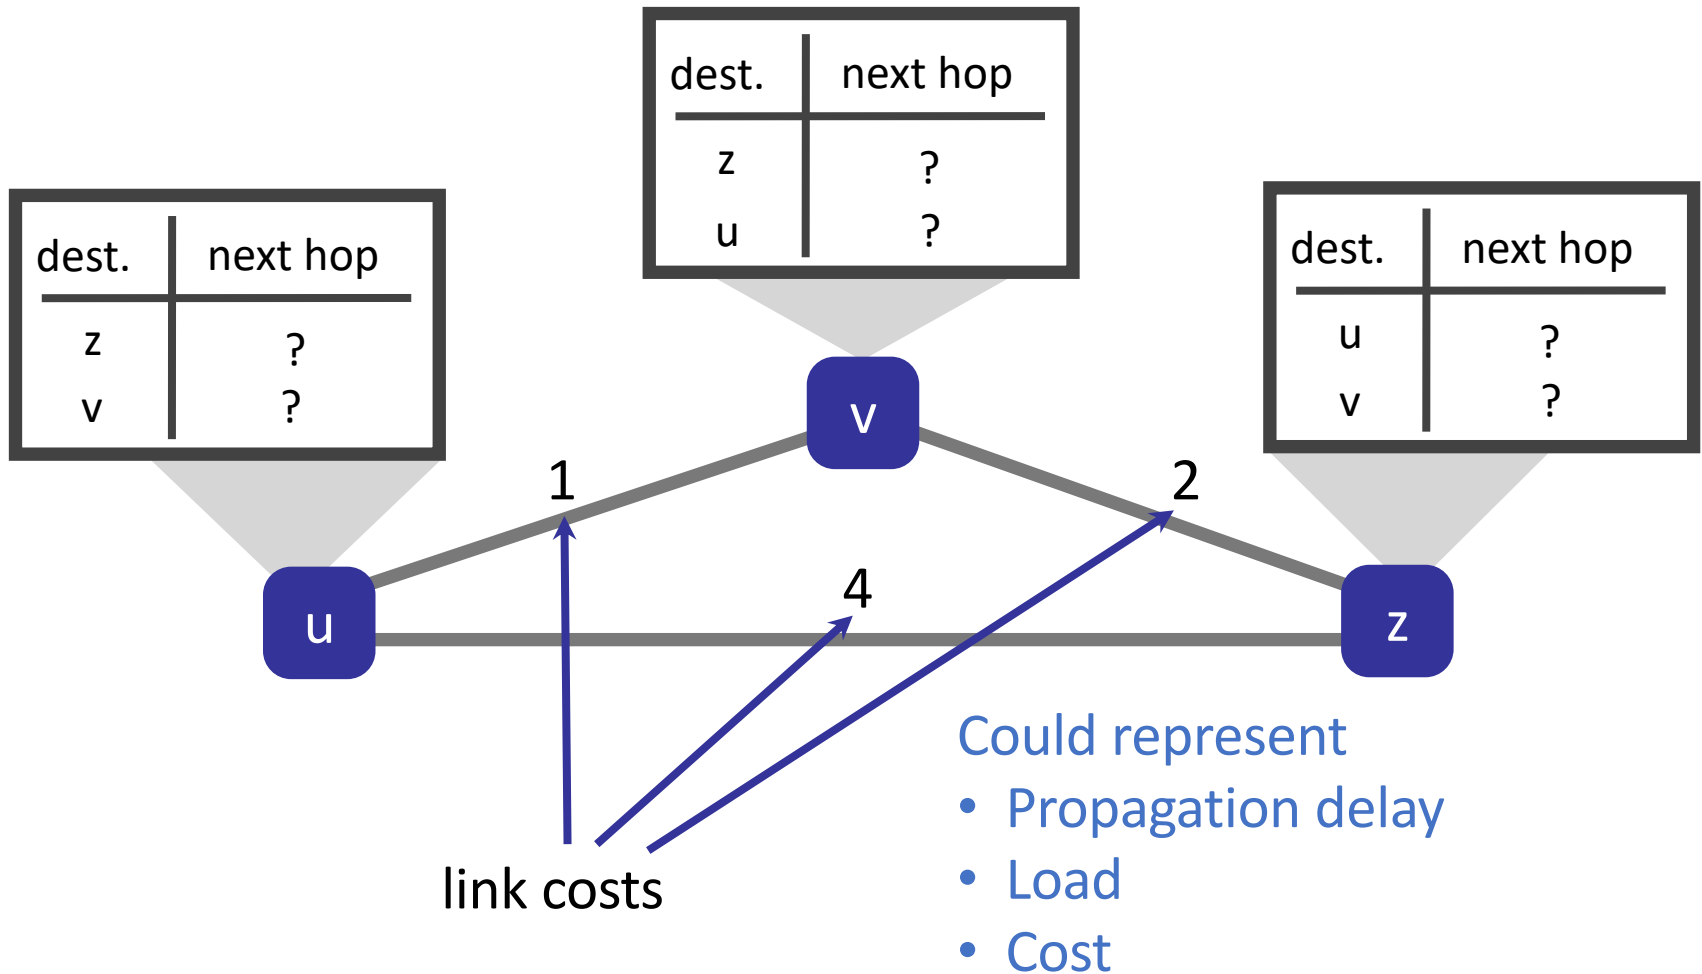 dest. next hop
z ?
u ?
dest. next hop
z ?
v ?
dest. next hop
u ?
v ?
v
1
2
4
u
z
link costs
Could represent
• Propagation delay
• Load
• Cost